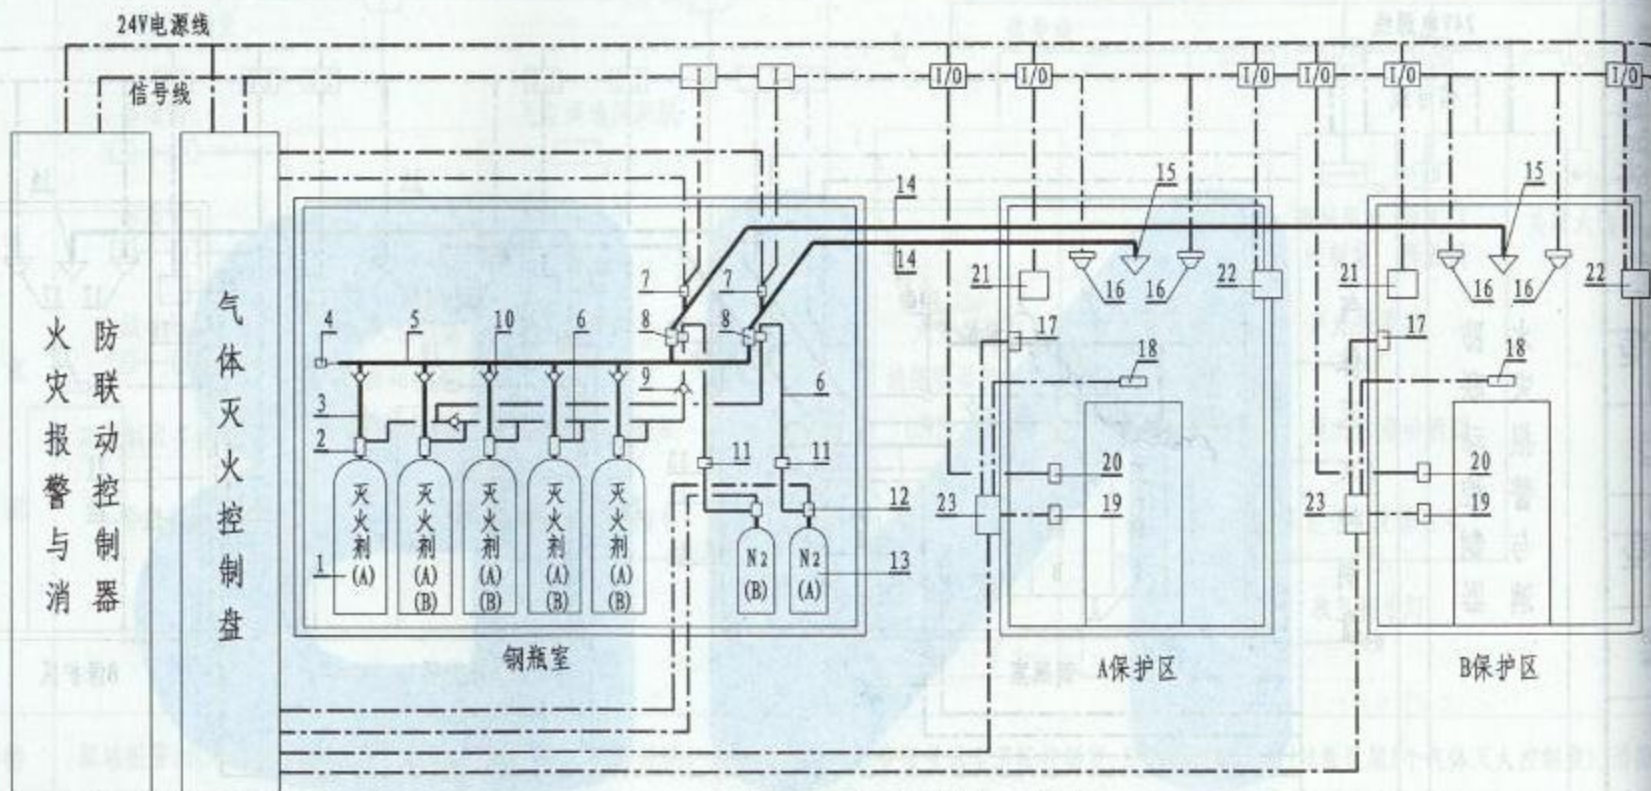 24V电源线
信号线
I
I
I/O
I/O
I/O
I/O
I/O
I/O
火灾报警与消
防联动控制器
气体灭火控制盘
4
5
10
6
7
7
8
8
9
6
3
2
1
11
11
12
13
14
14
灭火剂(A)
灭火剂(A)(B)
灭火剂(A)(B)
灭火剂(A)(B)
灭火剂(A)(B)
N2(B)
N2(A)
钢瓶室
15
21
16
16
22
17
18
20
19
23
A保护区
15
21
16
16
22
17
18
20
19
23
B保护区